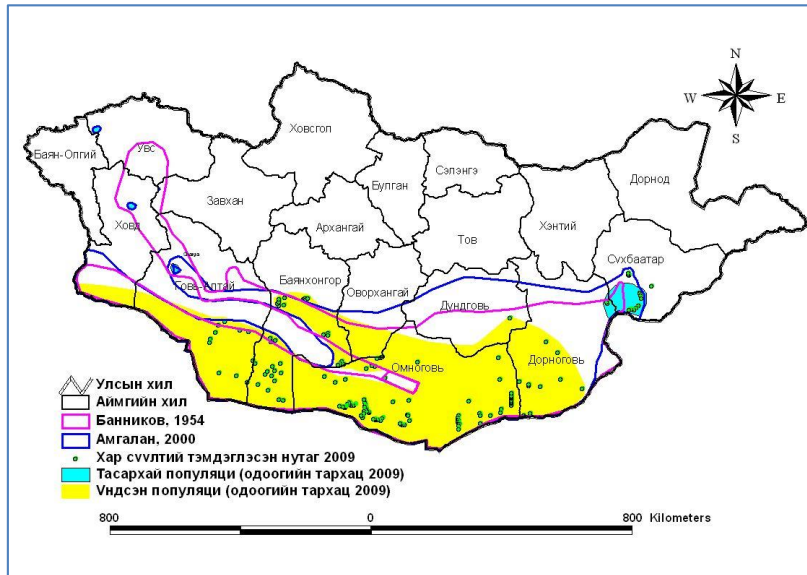 N
W E
S
Ховсгол
Баян-Олгий
Увс
Сэлэнгэ
Дорнод
Завхан
Булган
Ховд
Архангай
Тов
Хэнтий
Сухбаатар
Говь-Алтай
Баянхонгор
Оворхангай
Дундговь
Омноговь
Дорноговь
Улсын хил
Аймгийн хил
Банников, 1954
Амгалан, 2000
Хар сvvлтий тэмдэглэсэн нутаг 2009
Тасархай популяци (одоогийн тархац 2009)
Vндсэн популяци (одоогийн тархац 2009)
800 0 800 Kilometers